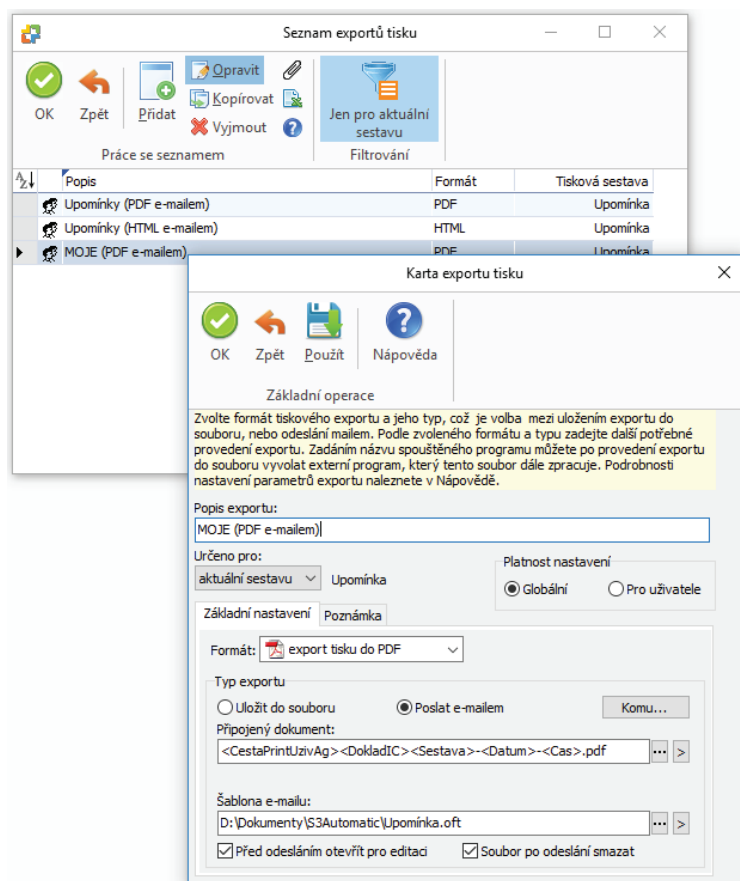 Seznam exportů tisku
OK
Zpět
Přidat
Opravit
Kopírovat
Vyjmout
Jen pro aktuální
sestavu
Práce se seznamem
Filtrování
Popis Formát Tisková sestava
Upomínky (PDF e-mailem) PDF Upomínka
Upomínky (HTML e-mailem) HTML Upomínka
MOJE (PDF e-mailem) PDF Upomínka
Karta exportu tisku
OK Zpět Použít Nápověda
Základní operace
Zvolte formát tiskového exportu a jeho typ, což je volba mezi uložením exportu do
souboru, nebo odeslání mailem. Podle zvoleného formátu a typu zadejte další potřebné
provedení exportu. Zadáním názvu spouštěného programu můžete po provedení exportu
do souboru vyvolat externí program, který tento soubor dále zpracuje. Podrobnosti
nastavení parametrů exportu naleznete v Nápovědě.
Popis exportu:
MOJE (PDF e-mailem)
Určeno pro:
aktuální sestavu Upomínka
Platnost nastavení
Globální Pro uživatele
Základní nastavení Poznámka
Formát: export tisku do PDF
Typ exportu
Uložit do souboru Poslat e-mailem Komu...
Připojený dokument:
<CestaPrintUzivAg><DokladIC><Sestava>-<Datum>-<Cas>.pdf ... >
Šablona e-mailu:
D:\Dokumenty\S3Automatic\Upomínka.oft ... >
Před odesláním otevřít pro editaci Soubor po odeslání smazat